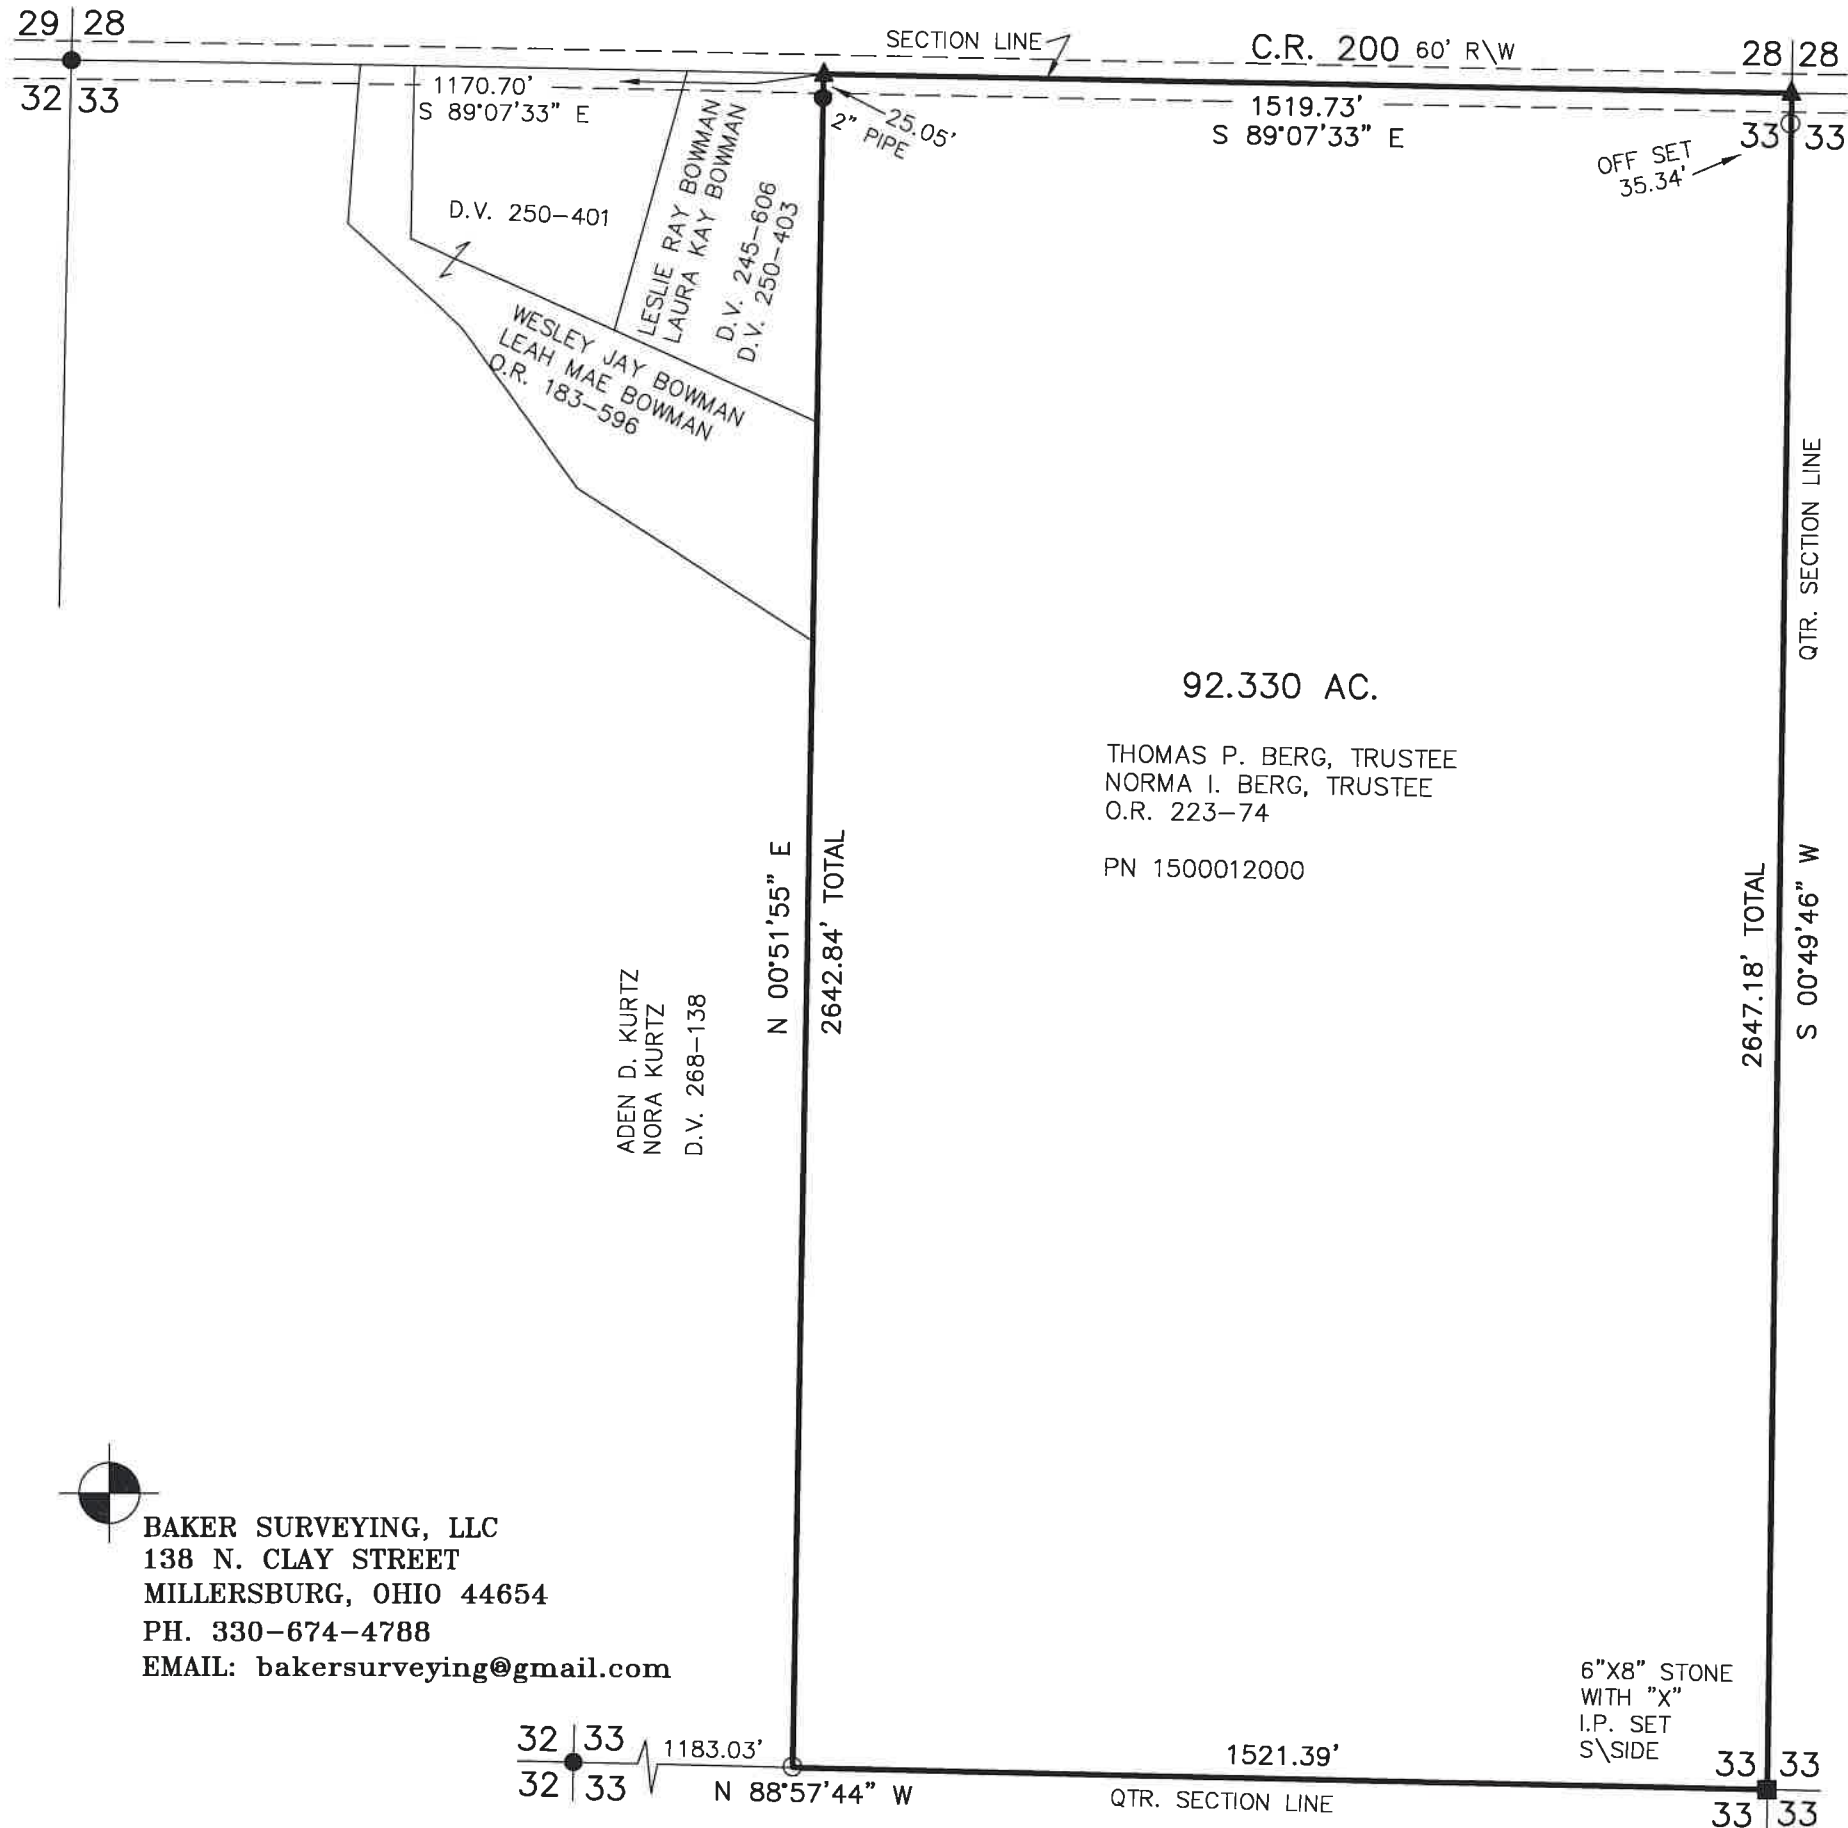 29 28
SECTION LINE
C.R. 200 60' R\W
28 28
32 33
1170.70'
S 89°07'33" E
25.05'
2" PIPE
1519.73'
S 89°07'33" E
33 33
OFF SET
35.34'
D.V. 250-401
LESLIE RAY BOWMAN
LAURA KAY BOWMAN
D.V. 245-606
D.V. 250-403
WESLEY JAY BOWMAN
LEAH MAE BOWMAN
O.R. 183-596
QTR. SECTION LINE
92.330 AC.
THOMAS P. BERG, TRUSTEE
NORMA I. BERG, TRUSTEE
O.R. 223-74
PN 1500012000
N 00°51'55" E
2642.84' TOTAL
2647.18' TOTAL
S 00°49'46" W
ADEN D. KURTZ
NORA KURTZ
D.V. 268-138
BAKER SURVEYING, LLC
138 N. CLAY STREET
MILLERSBURG, OHIO 44654
PH. 330-674-4788
EMAIL: bakersurveying@gmail.com
6"X8" STONE
WITH "X"
I.P. SET
S\SIDE
32 33
1183.03'
1521.39'
33 33
32 33
N 88°57'44" W
QTR. SECTION LINE
33 33